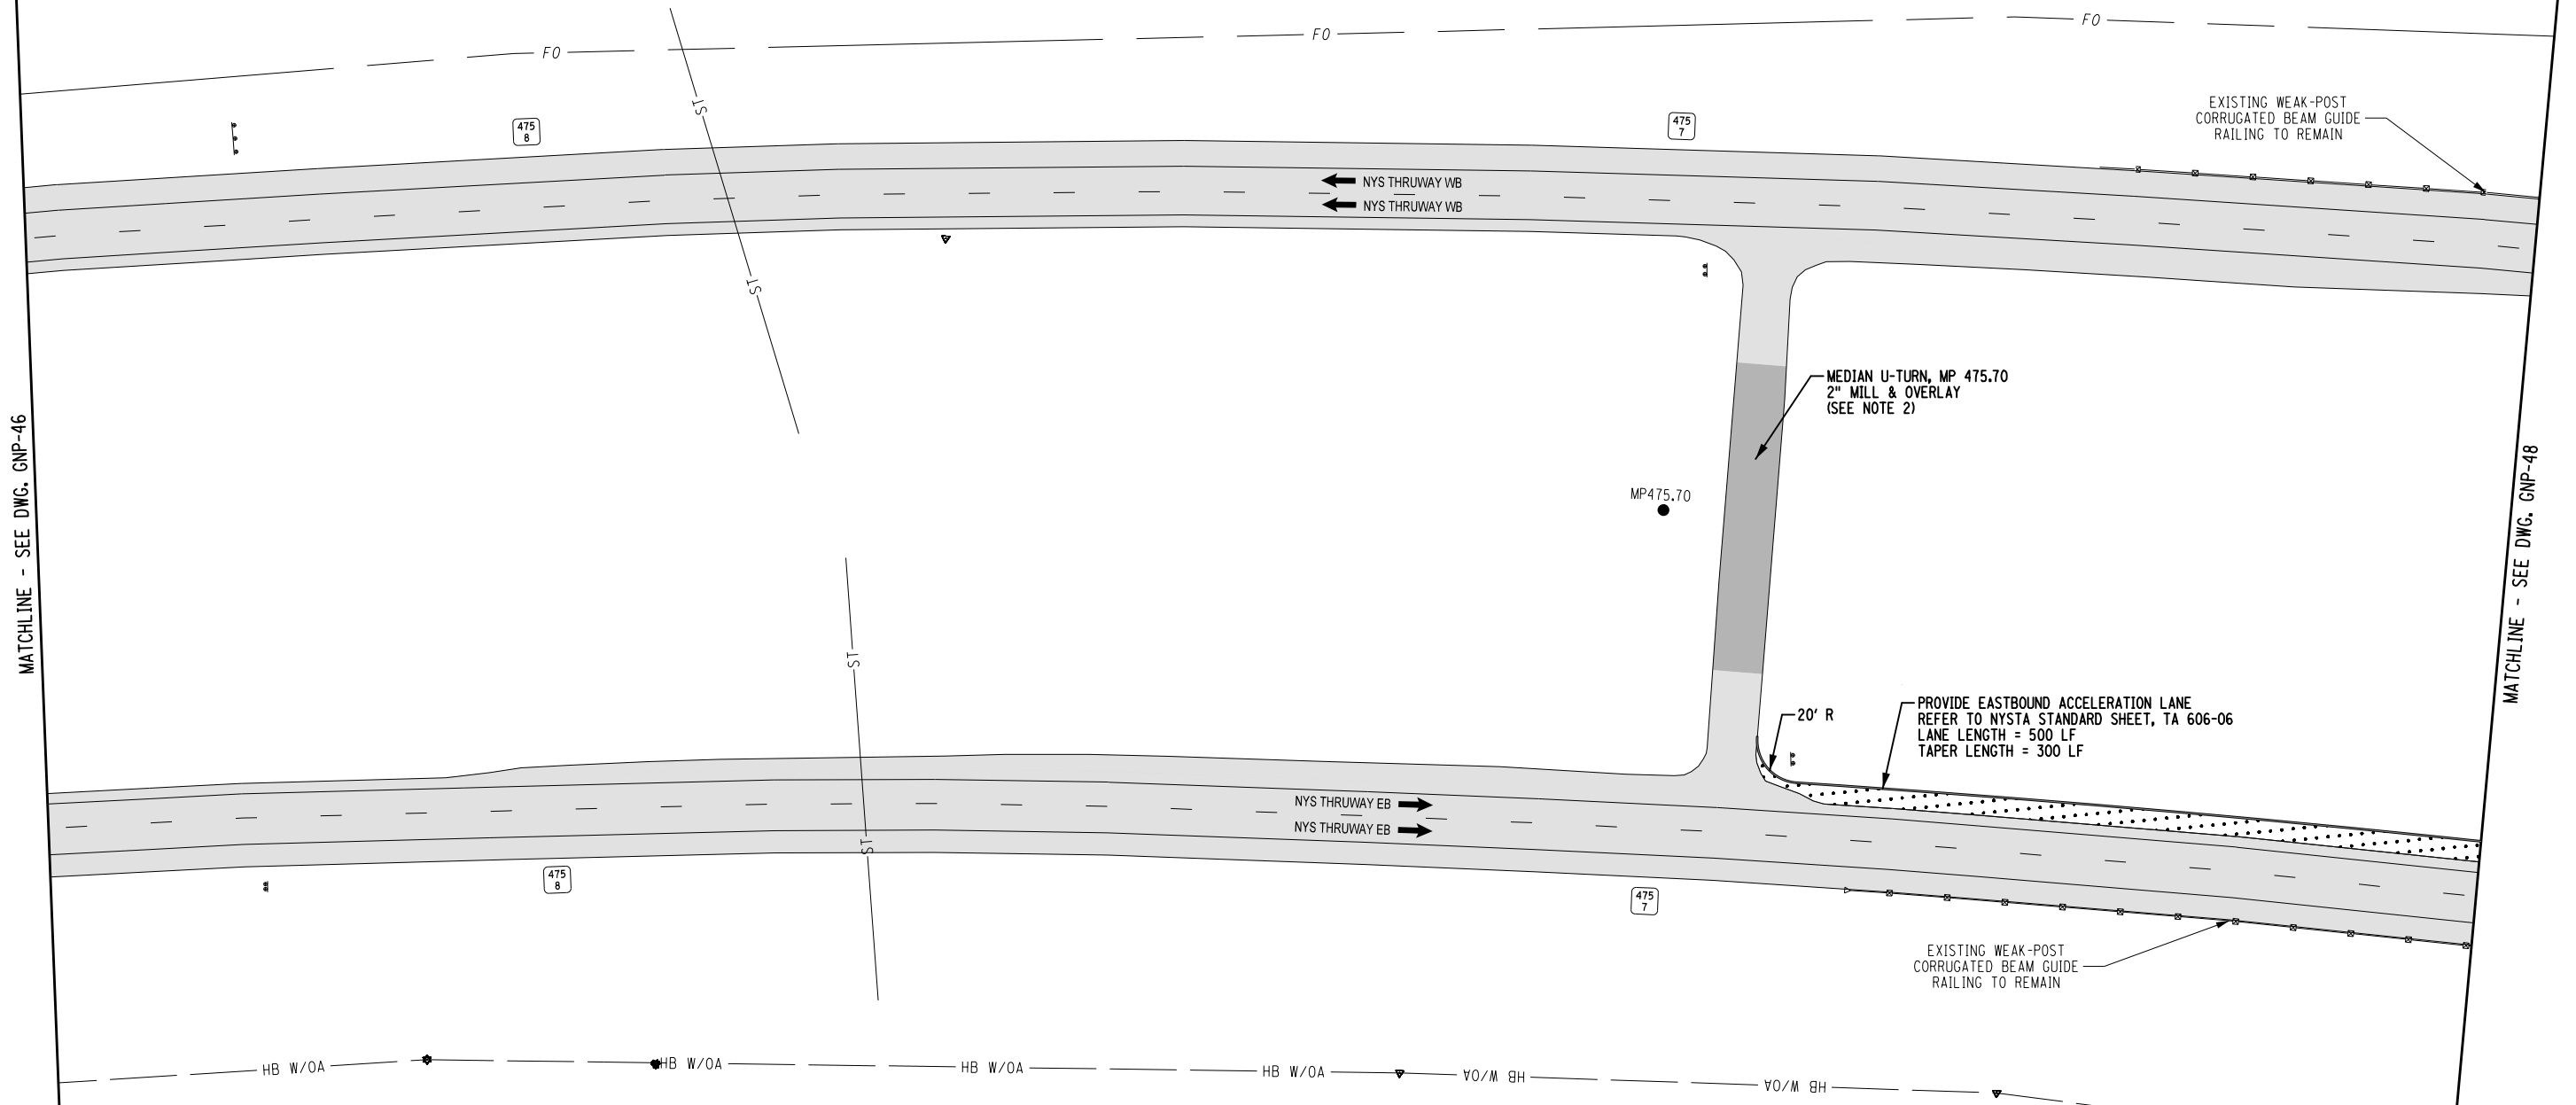 FO
FO
FO
EXISTING WEAK-POST
CORRUGATED BEAM GUIDE
RAILING TO REMAIN
ST
475
8
475
7
NYS THRUWAY WB
NYS THRUWAY WB
ST
MEDIAN U-TURN, MP 475.70
2" MILL & OVERLAY
(SEE NOTE 2)
MATCHLINE - SEE DWG. GNP-46
MATCHLINE - SEE DWG. GNP-48
MP475.70
ST
20' R
PROVIDE EASTBOUND ACCELERATION LANE
REFER TO NYSTA STANDARD SHEET, TA 606-06
LANE LENGTH = 500 LF
TAPER LENGTH = 300 LF
NYS THRUWAY EB
NYS THRUWAY EB
ST
475
8
475
7
EXISTING WEAK-POST
CORRUGATED BEAM GUIDE
RAILING TO REMAIN
HB W/OA
HB W/OA
HB W/OA
HB W/OA
HB W/OA
HB W/OA